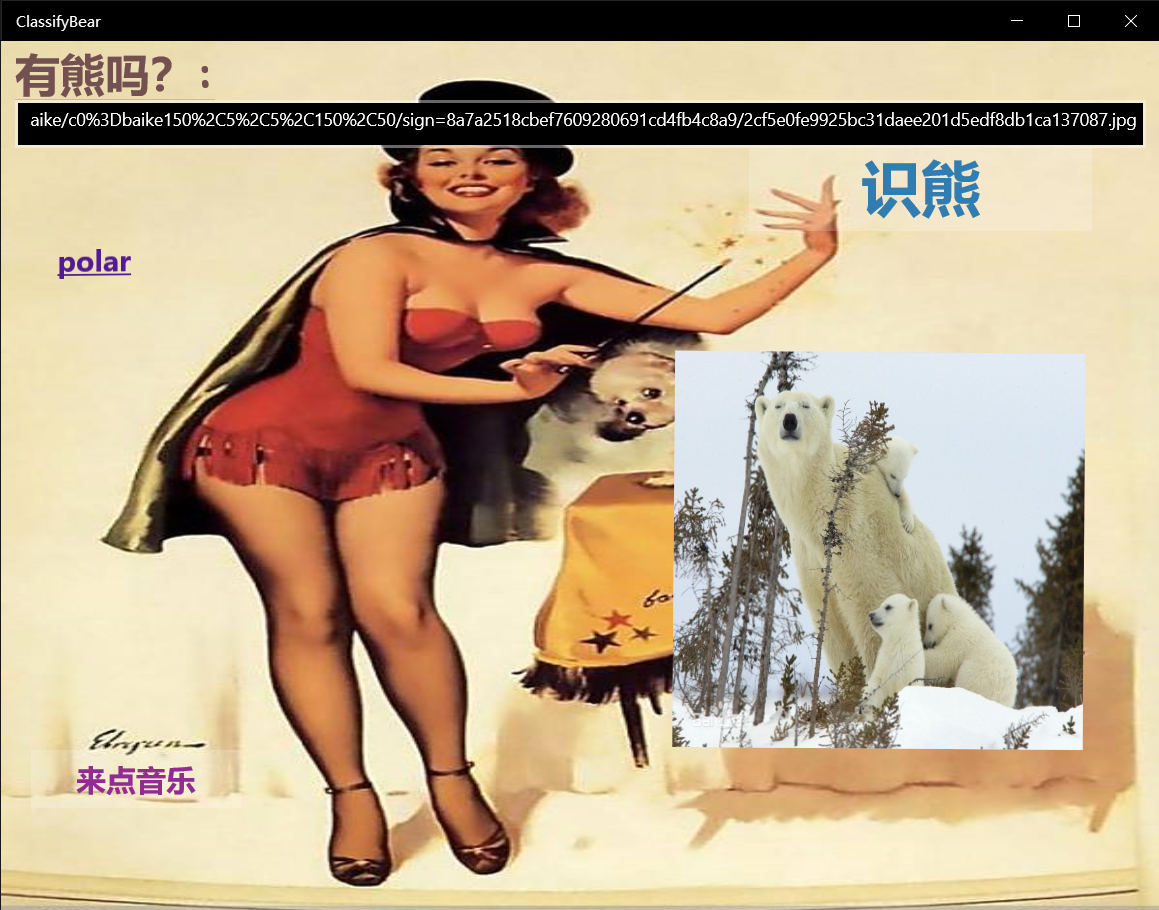 ClassifyBear
有熊吗？：
aike/c0%3Dbaike150%2C5%2C5%2C150%2C50/sign=8a7a2518cbef7609280691cd4fb4c8a9/2cf5e0fe9925bc31daee201d5edf8db1ca137087.jpg
识熊
polar
来点音乐